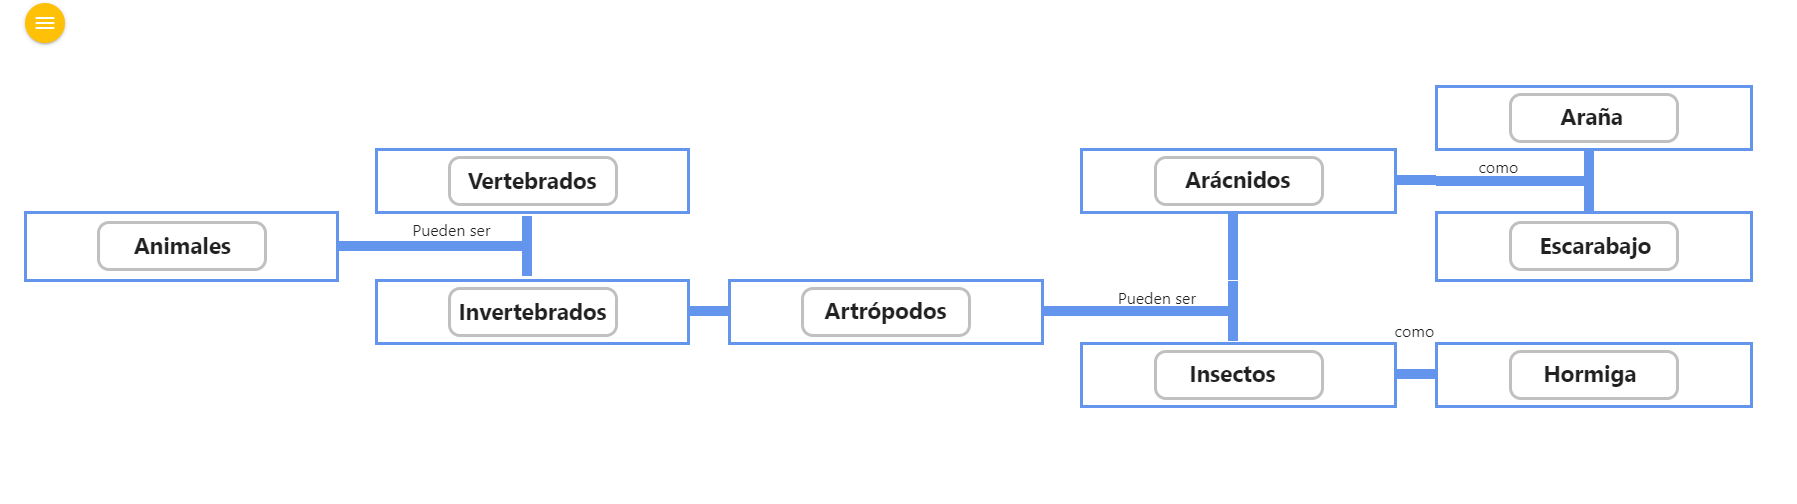 Animales
Pueden ser
Vertebrados
Invertebrados
Artrópodos
Pueden ser
Arácnidos
como
Araña
Escarabajo
Insectos
como
Hormiga